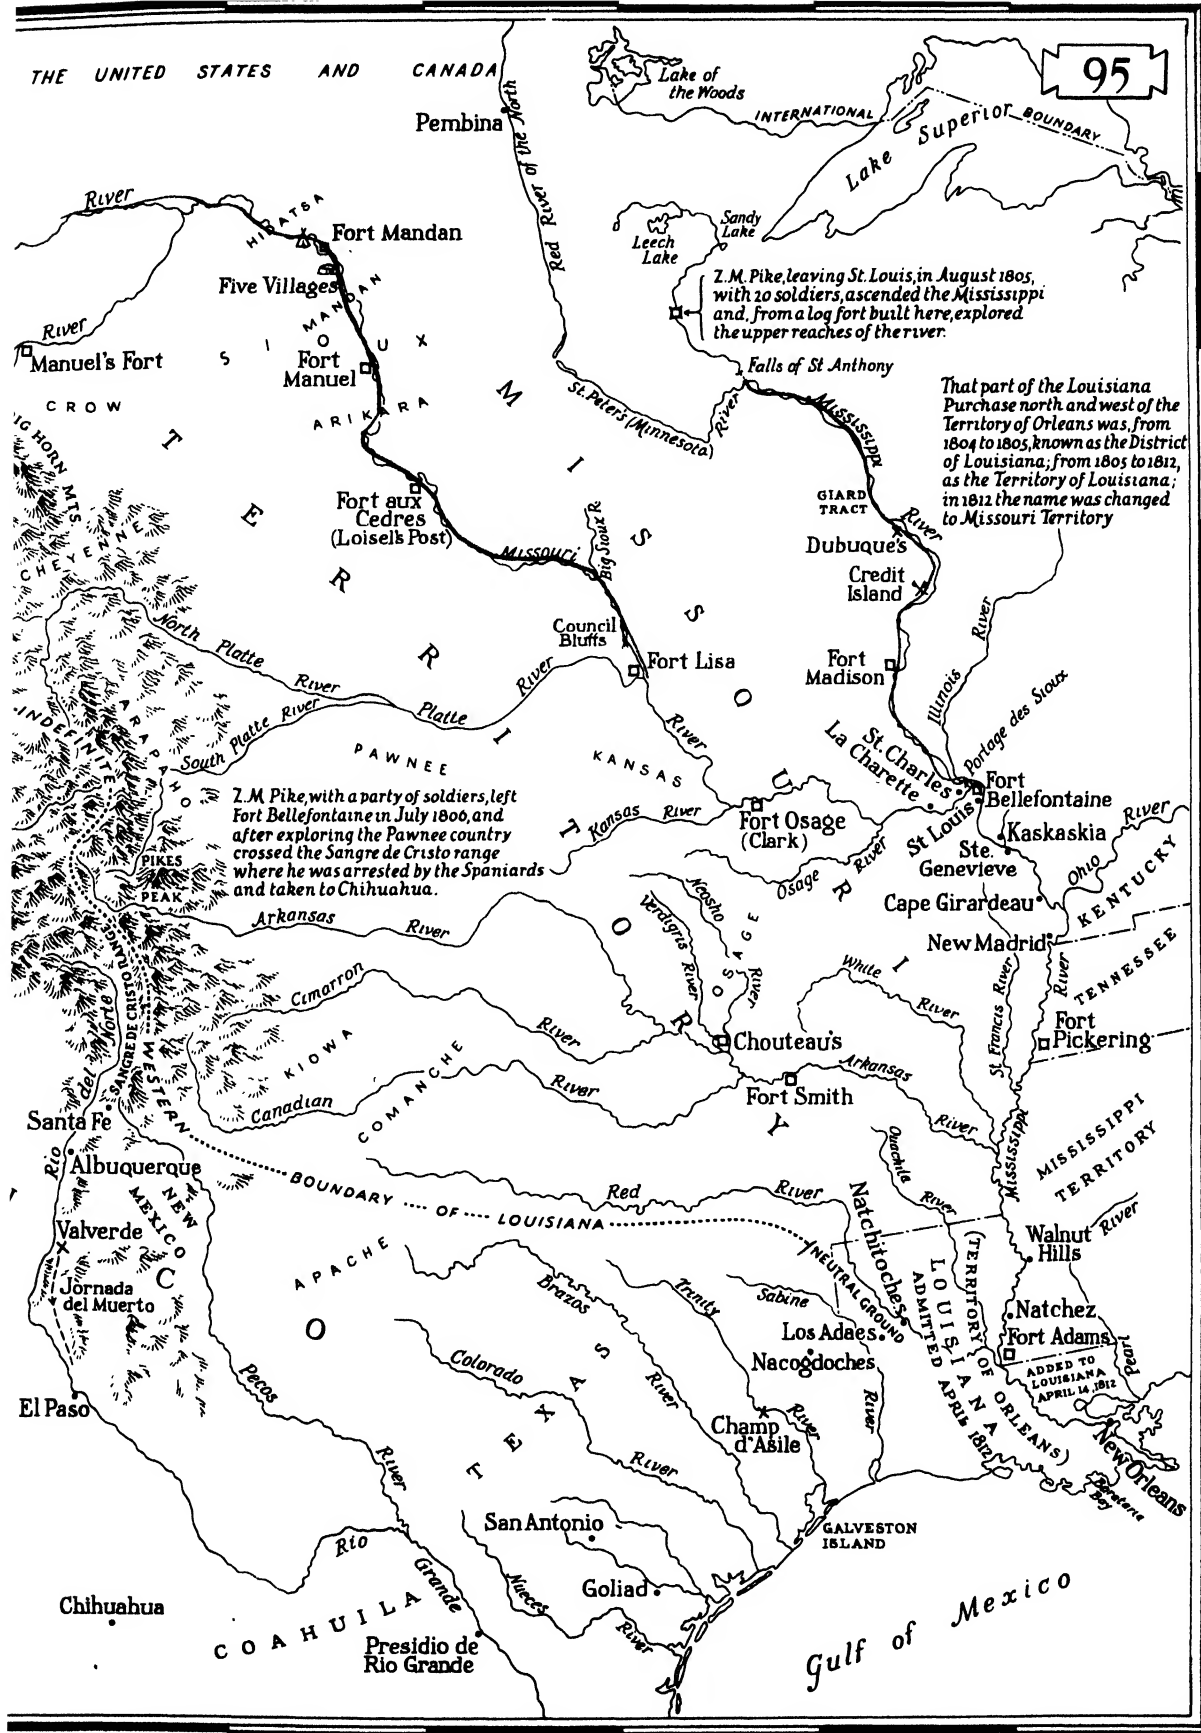 THE UNITED STATES AND CANADA
95
Lake of
the Woods
INTERNATIONAL
BOUNDARY
Lake Superior
Pembina
Red River of the North
River
HIDATSA
Fort Mandan
Sandy
Lake
Leech
Lake
Five Villages
MANDAN
Z.M. Pike, leaving St. Louis, in August 1805,
with 20 soldiers, ascended the Mississippi
and, from a log fort built here, explored
the upper reaches of the river.
River
Manuel's Fort
SIOUX
Fort
Manuel
Falls of St Anthony
St. Peter's (Minnesota)
River
Mississippi
River
CROW
ARIKARA
That part of the Louisiana
Purchase north and west of the
Territory of Orleans was, from
1804 to 1805, known as the District
of Louisiana; from 1805 to 1812,
as the Territory of Louisiana;
in 1812 the name was changed
to Missouri Territory
MISSOURI
TERRITORY
IG HORN MTS
CHEYENNE
Fort aux
Cedres
(Loisel's Post)
Missouri
Big Sioux R.
GIARD
TRACT
Dubuque's
Credit
Island
Council
Bluffs
Fort Lisa
Fort
Madison
Illinois River
North Platte River
Platte River
South Platte River
River
INDEFINITE
ARAPAHO
PAWNEE
KANSAS
Portage des Sioux
St. Charles
La Charette
Fort
Bellefontaine
St Louis
Kaskaskia
Ste.
Genevieve
Ohio River
KENTUCKY
Z.M Pike, with a party of soldiers, left
Fort Bellefontaine in July 1806, and
after exploring the Pawnee country
crossed the Sangre de Cristo range
where he was arrested by the Spaniards
and taken to Chihuahua.
Kansas River
Fort Osage
(Clark)
Osage River
PIKES
PEAK
Cape Girardeau
New Madrid
Arkansas River
Verdigris River
Neosho River
OSAGE
White River
St Francis River
River
TENNESSEE
SANGRE DE CRISTO RANGE
Cimarron River
KIOWA
COMANCHE
Canadian River
Chouteau's
Fort Smith
Arkansas River
Fort
Pickering
MISSISSIPPI
TERRITORY
Mississippi
Rio del Norte
Santa Fe
Albuquerque
WESTERN BOUNDARY OF LOUISIANA
Red River
Ouachita River
Natchitoches
NEUTRAL GROUND
Walnut
Hills
River
NEW
MEXICO
Valverde
Jornada
del Muerto
C
O
APACHE
Brazos River
Trinity River
Sabine River
Los Adaes
Nacogdoches
LOUISIANA
(TERRITORY OF ORLEANS)
ADMITTED APRIL 1812
Natchez
Fort Adams
ADDED TO
LOUISIANA
APRIL 14, 1812
Pearl
Colorado River
TEXAS
Champ
d'Asile
El Paso
Pecos River
New Orleans
Barataria
Bay
San Antonio
GALVESTON
ISLAND
Rio Grande
Goliad
Nueces River
Chihuahua
COAHUILA
Presidio de
Rio Grande
Gulf of Mexico